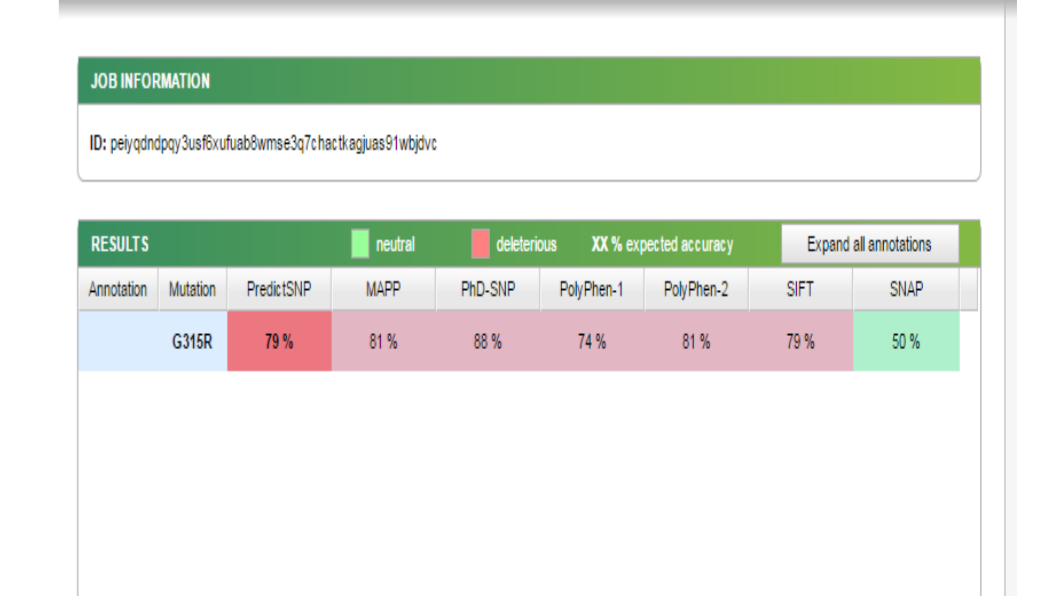 JOB INFORMATION
ID: peiyqdndpqy3usf6xufuab8wmse3q7chactkagjuas91wbjdvc
RESULTS neutral deleterious XX % expected accuracy Expand all annotations
Annotation Mutation PredictSNP MAPP PhD-SNP PolyPhen-1 PolyPhen-2 SIFT SNAP
G315R 79 % 81 % 88 % 74 % 81 % 79 % 50 %